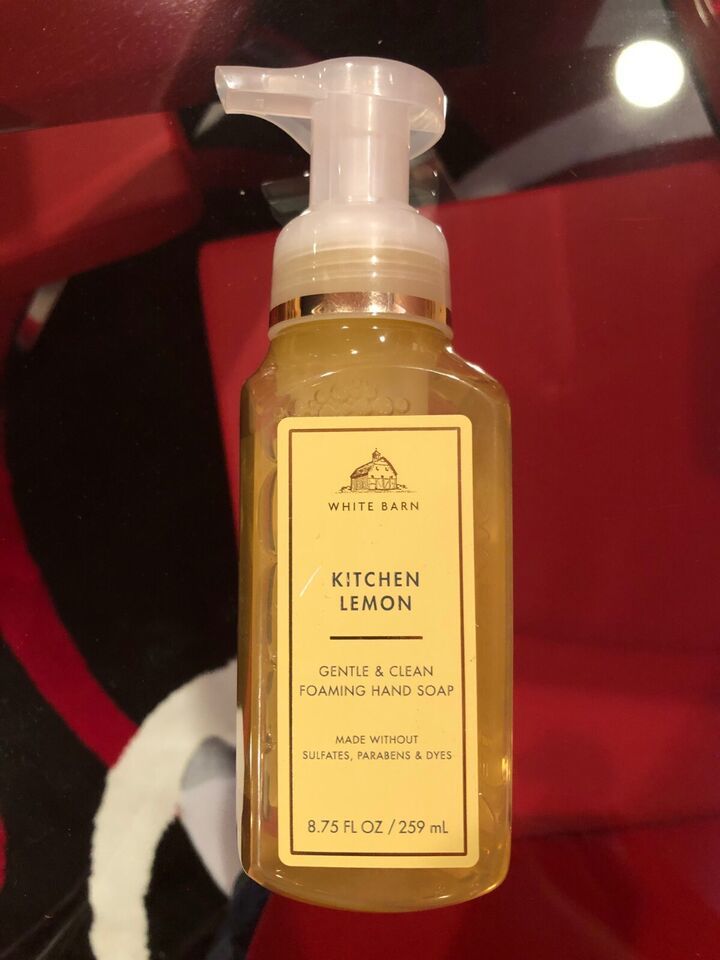 WHITE BARN
KITCHEN
LEMON
GENTLE & CLEAN
FOAMING HAND SOAP
MADE WITHOUT
SULFATES, PARABENS & DYES
8.75 FL OZ / 259 mL